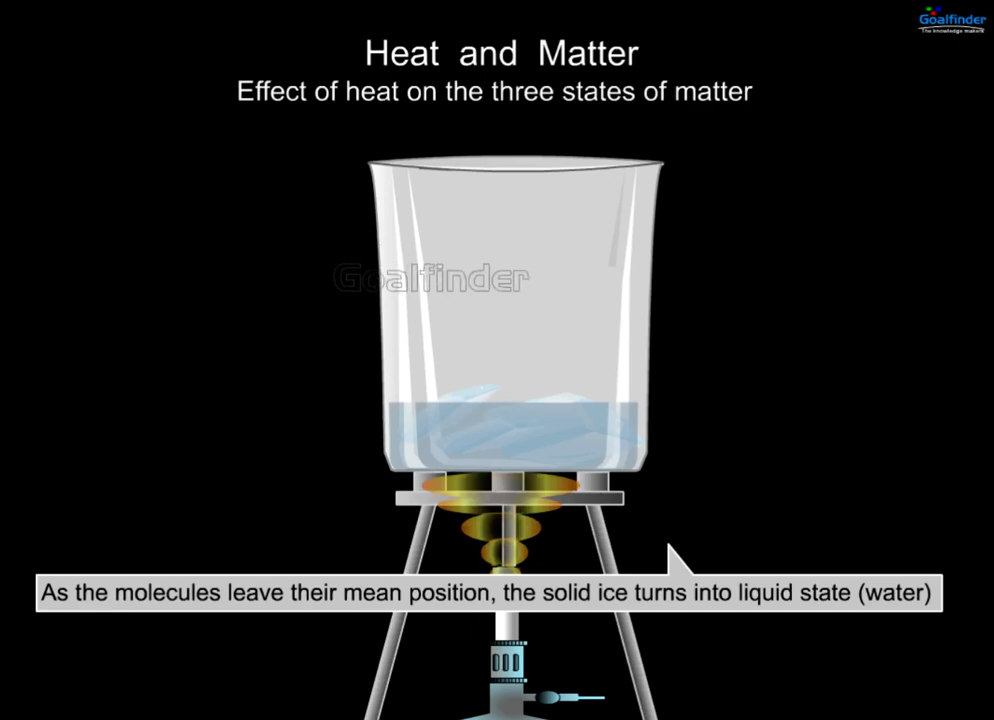 Goalfinder
The knowledge makers
Heat and Matter
Effect of heat on the three states of matter
Goalfinder
As the molecules leave their mean position, the solid ice turns into liquid state (water)